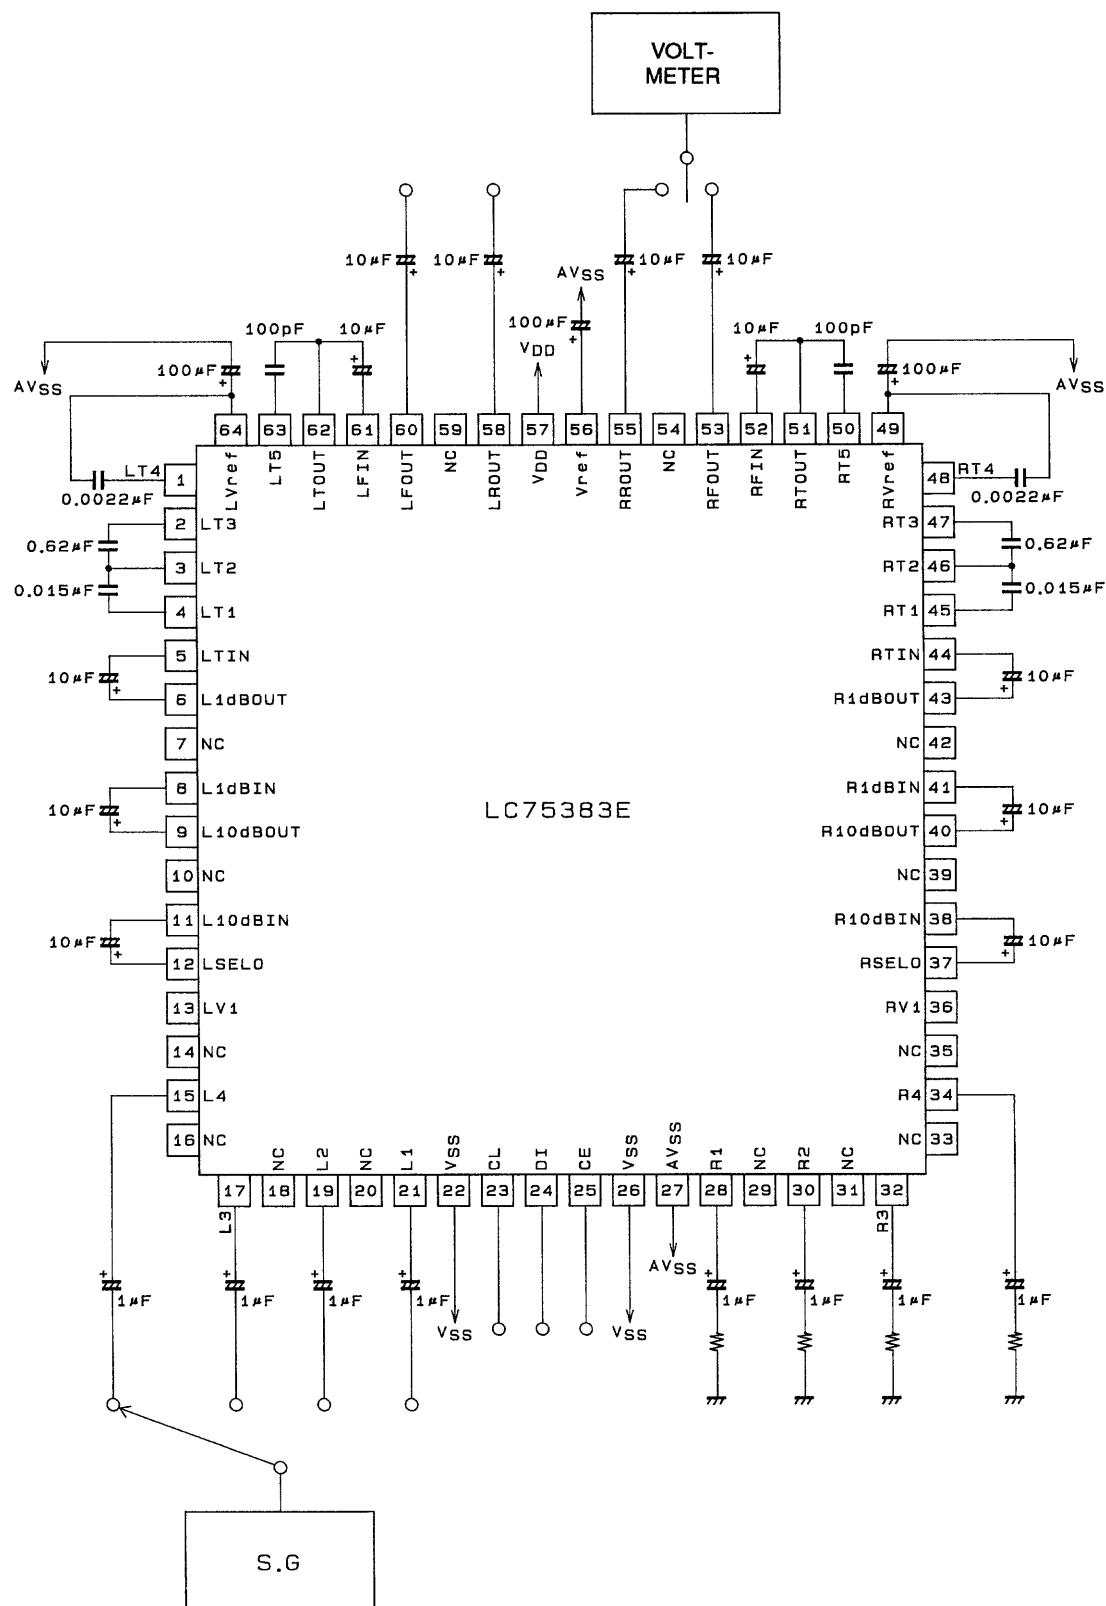 VOLT-
METER
10μF
10μF
10μF
10μF
AVSS
100pF
10μF
100μF
VDD
10μF
100pF
AVSS
100μF
100μF
AVSS
64
63
62
61
60
59
58
57
56
55
54
53
52
51
50
49
LVref
LT5
LTOUT
LFIN
LFOUT
NC
LROUT
VDD
Vref
RROUT
NC
RFOUT
RFIN
RTOUT
RT5
RVref
LT4
1
0.0022μF
48
RT4
0.0022μF
2
LT3
RT3
47
0.62μF
0.62μF
3
LT2
RT2
46
0.015μF
0.015μF
4
LT1
RT1
45
5
LTIN
RTIN
44
10μF
10μF
6
L1dBOUT
R1dBOUT
43
7
NC
NC
42
8
L1dBIN
R1dBIN
41
10μF
LC75383E
10μF
9
L10dBOUT
R10dBOUT
40
10
NC
NC
39
11
L10dBIN
R10dBIN
38
10μF
10μF
12
LSELO
RSELO
37
13
LV1
RV1
36
14
NC
NC
35
15
L4
R4
34
16
NC
NC
33
NC
L2
NC
L1
VSS
CL
DI
CE
VSS
AVSS
R1
NC
R2
NC
17
18
19
20
21
22
23
24
25
26
27
28
29
30
31
32
L3
R3
AVSS
1μF
1μF
1μF
1μF
VSS
VSS
1μF
1μF
1μF
1μF
S.G